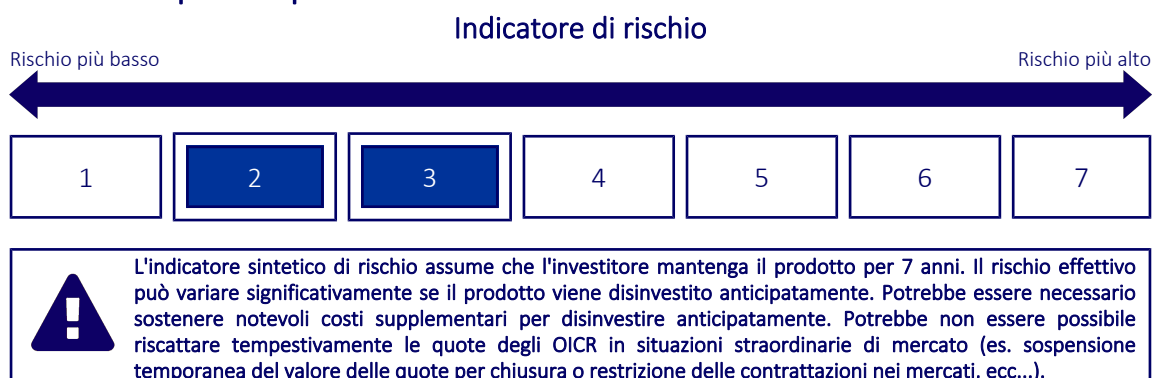 Indicatore di rischio
Rischio più basso Rischio più alto
1 2 3 4 5 6 7
L'indicatore sintetico di rischio assume che l'investitore mantenga il prodotto per 7 anni. Il rischio effettivo
può variare significativamente se il prodotto viene disinvestito anticipatamente. Potrebbe essere necessario
sostenere notevoli costi supplementari per disinvestire anticipatamente. Potrebbe non essere possibile
riscattare tempestivamente le quote degli OICR in situazioni straordinarie di mercato (es. sospensione
temporanea del valore delle quote per chiusura o restrizione delle contrattazioni nei mercati, ecc...).